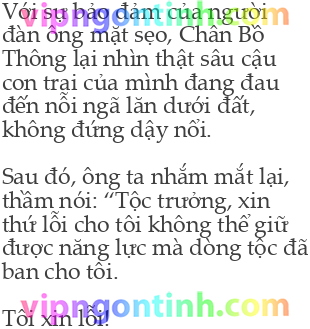 Với sự bảo đảm của người
đàn ông mặt sẹo, Chân Bồ
Thông lại nhìn thật sâu cậu
con trai của mình đang đau
đến nỗi ngã lăn dưới đất,
không đứng dậy nổi.
Sau đó, ông ta nhắm mắt lại,
thầm nói: “Tộc trưởng, xin
thứ lỗi cho tôi không thể giữ
được năng lực mà dòng tộc đã
ban cho tôi.
Tôi xin lỗi!
vipngontinh.com
vipngontinh.com